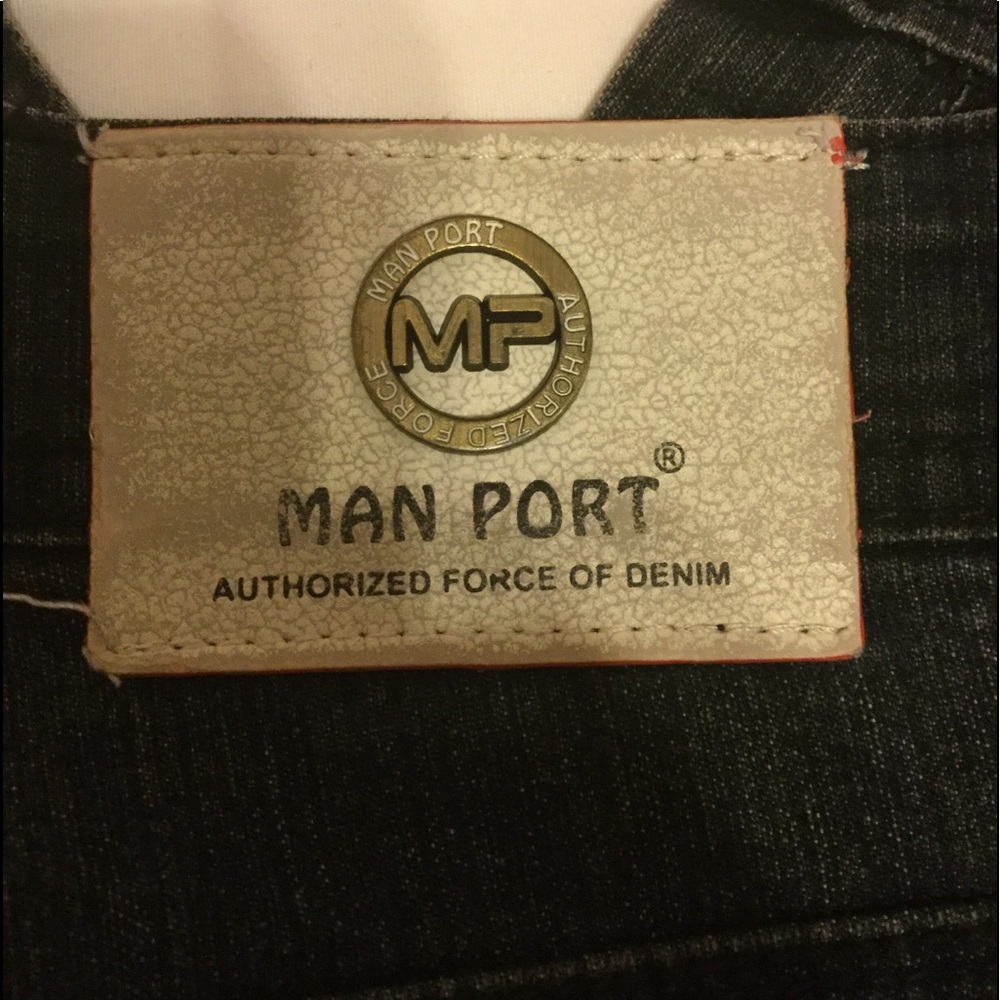 MAN PORT
AUTHORIZED FORCE
MP
MAN PORT®
AUTHORIZED FORCE OF DENIM